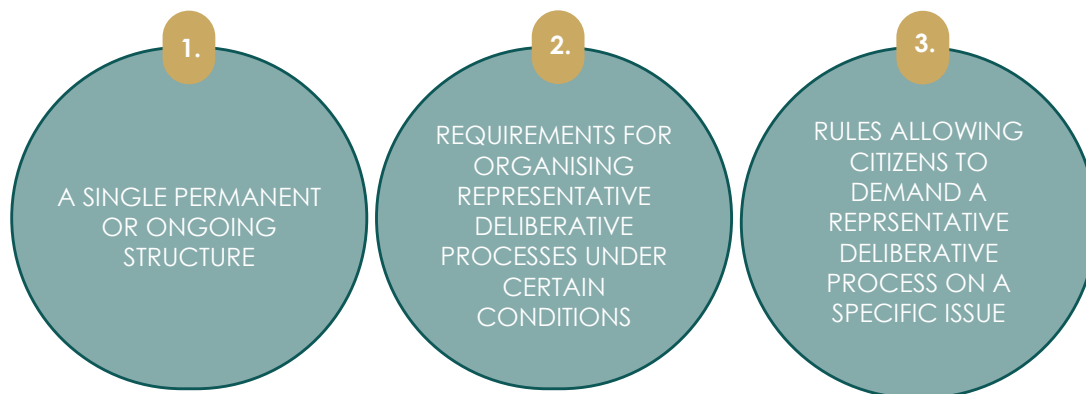 1.
A SINGLE PERMANENT
OR ONGOING
STRUCTURE
2.
REQUIREMENTS FOR
ORGANISING
REPRESENTATIVE
DELIBERATIVE
PROCESSES UNDER
CERTAIN
CONDITIONS
3.
RULES ALLOWING
CITIZENS TO
DEMAND A
REPRSENTATIVE
DELIBERATIVE
PROCESS ON A
SPECIFIC ISSUE